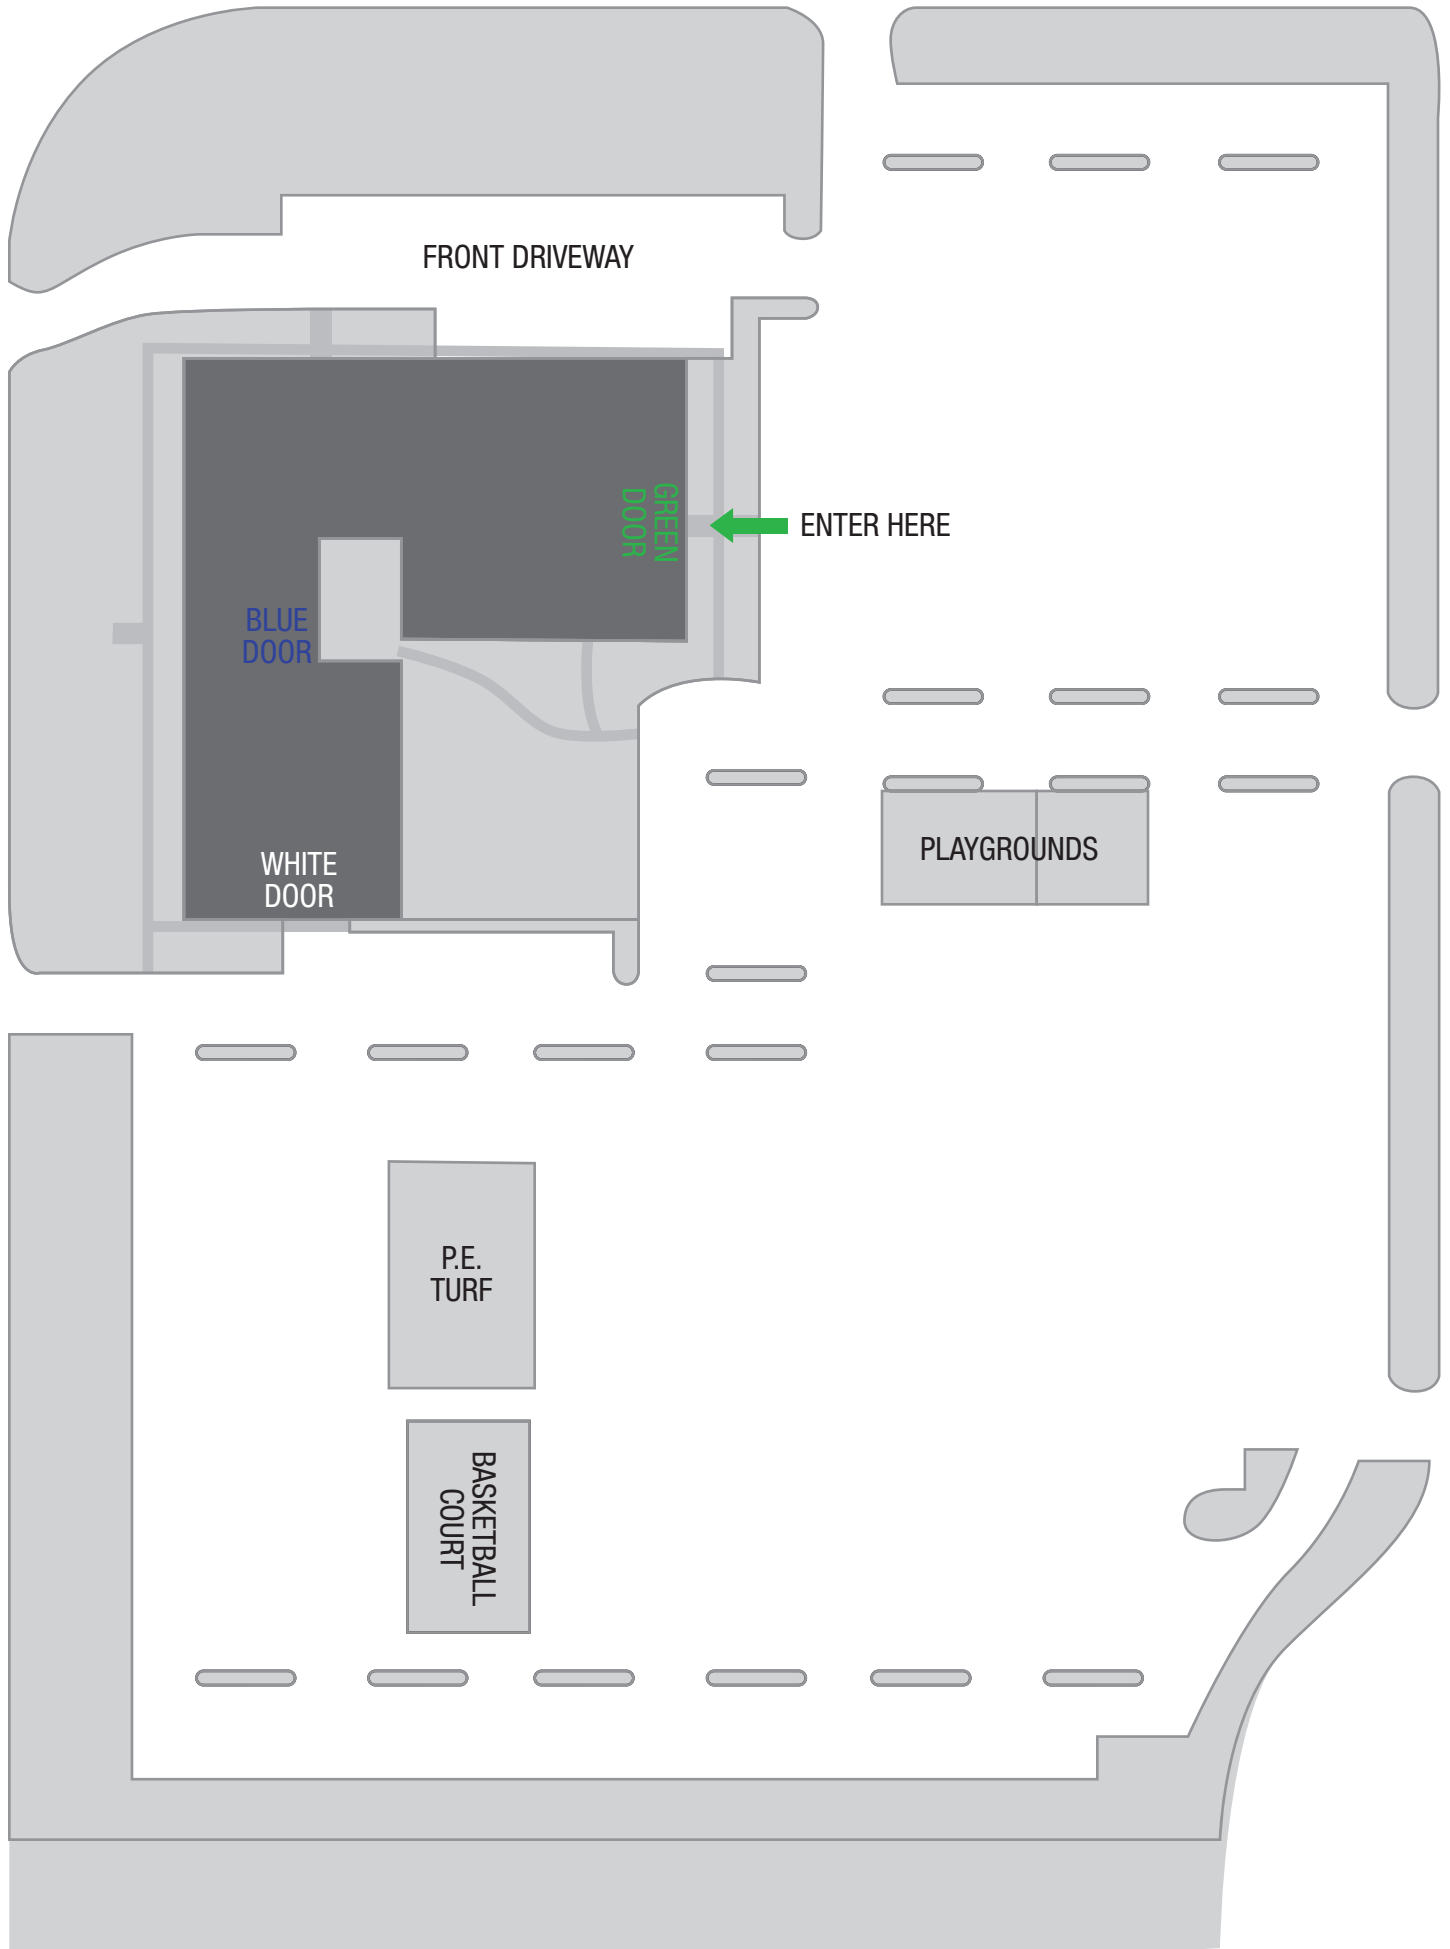 FRONT DRIVEWAY
GREEN
DOOR
ENTER HERE
BLUE
DOOR
PLAYGROUNDS
WHITE
DOOR
P.E.
TURF
BASKETBALL
COURT